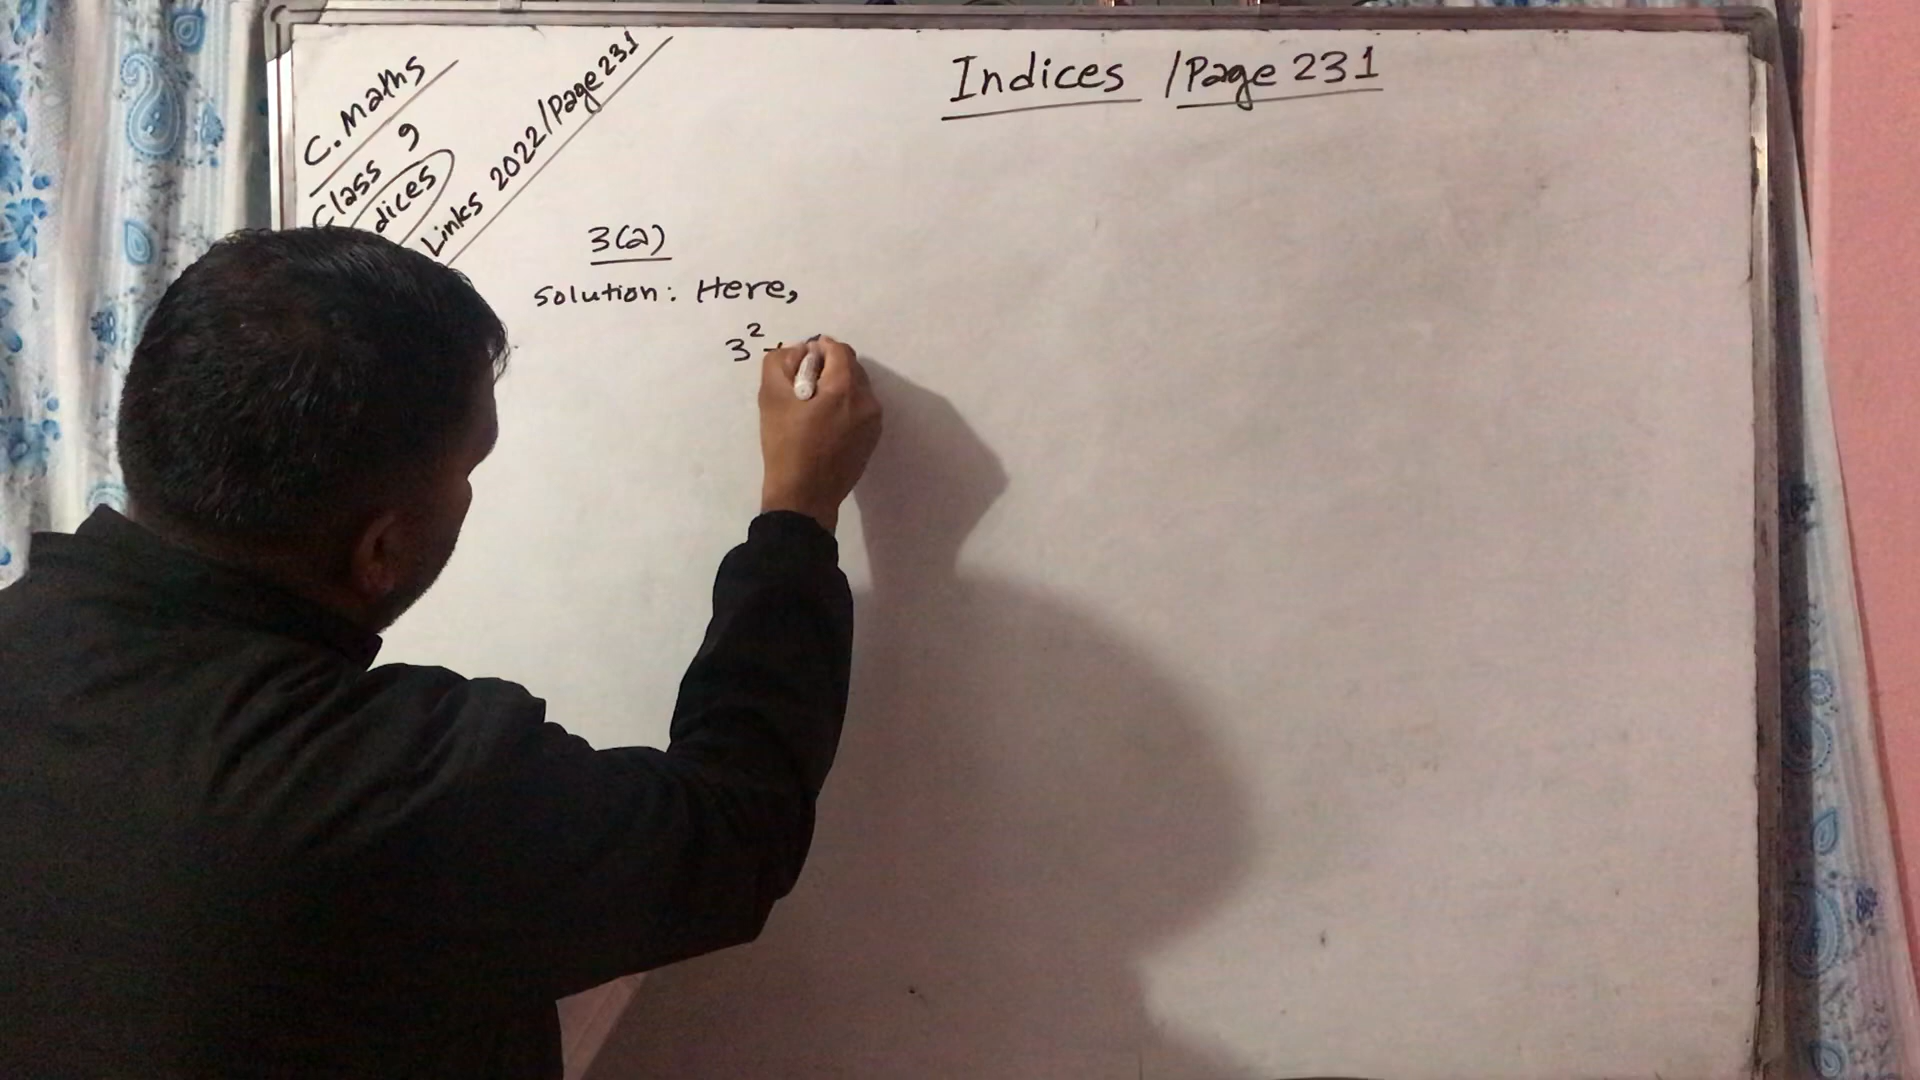 C. Maths
Class 9
dices
Links 2022/Page 231
Indices /Page 231
3(a)
Solution: Here,
3² +